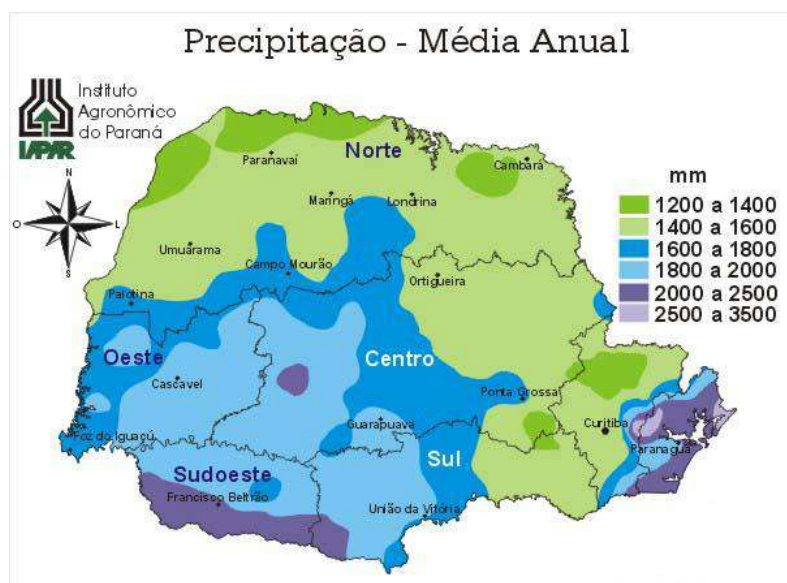 Precipitação - Média Anual
Instituto
Agronômico
do Paraná
IAPAR
N
O
L
S
Paranavaí
Norte
Cambará
Maringá
Londrina
Umuarama
Campo Mourão
Ortigueira
Palotina
Oeste
Centro
Cascavel
Ponta Grossa
Guarapuava
Curitiba
Foz do Iguaçú
Sul
Paranaguá
Sudoeste
Francisco Beltrão
União da Vitória
mm
1200 a 1400
1400 a 1600
1600 a 1800
1800 a 2000
2000 a 2500
2500 a 3500